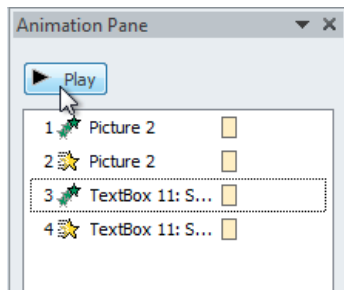 Animation Pane
Play
1 Picture 2
2 Picture 2
3 TextBox 11: S...
4 TextBox 11: S...